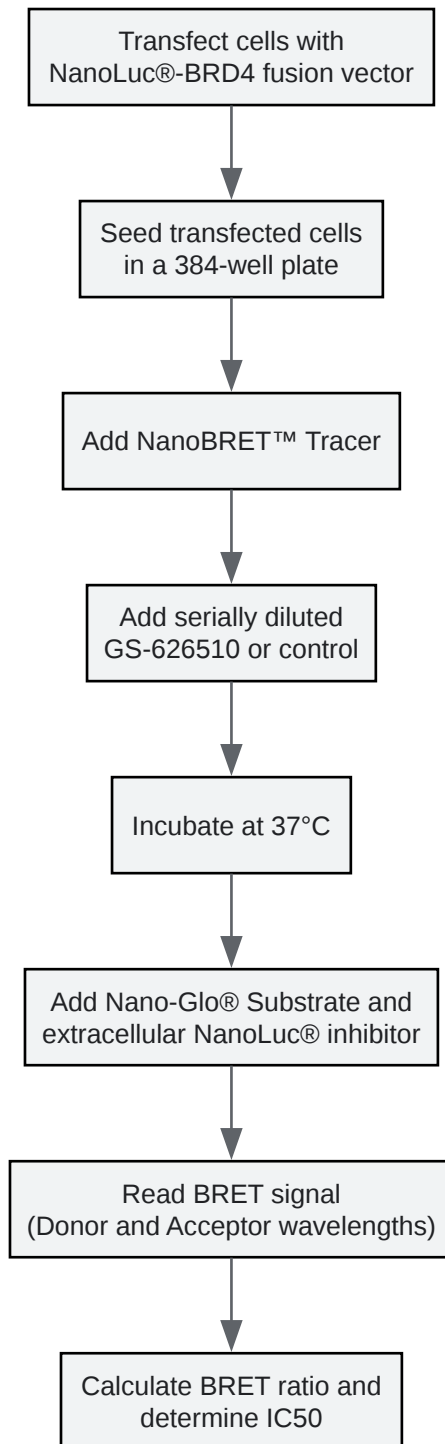 Transfect cells with
NanoLuc®-BRD4 fusion vector
Seed transfected cells
in a 384-well plate
Add NanoBRET™ Tracer
Add serially diluted
GS-626510 or control
Incubate at 37°C
Add Nano-Glo® Substrate and
extracellular NanoLuc® inhibitor
Read BRET signal
(Donor and Acceptor wavelengths)
Calculate BRET ratio and
determine IC50